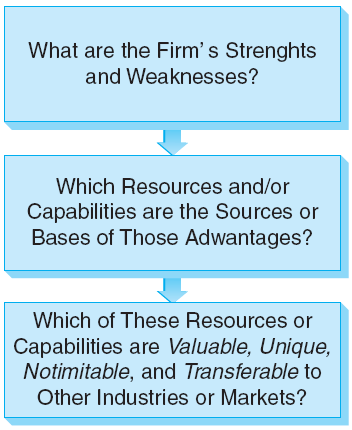 What are the Firm's Strenghts
and Weaknesses?
Which Resources and/or
Capabilities are the Sources or
Bases of Those Adwantages?
Which of These Resources or
Capabilities are Valuable, Unique,
Notimitable, and Transferable to
Other Industries or Markets?